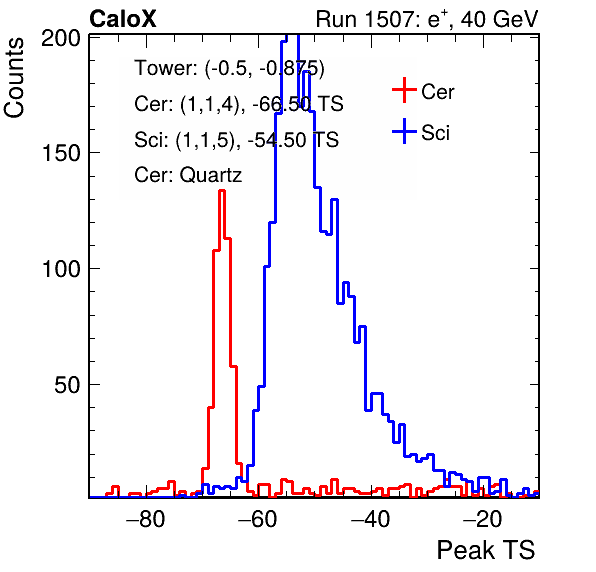 CaloX Run 1507: e⁺, 40 GeV
Counts
200
150
100
50
Tower: (-0.5, -0.875)
Cer: (1,1,4), -66.50 TS
Sci: (1,1,5), -54.50 TS
Cer: Quartz
Cer
Sci
−80 −60 −40 −20
Peak TS